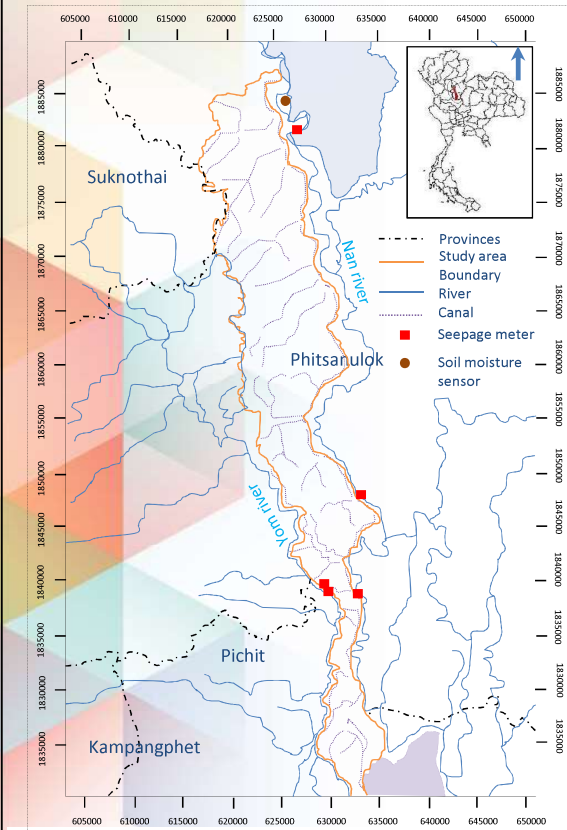 605000 610000 620000 625000 630000 635000 640000 645000 650000
1885000 1885000
1880000 1880000
Suknothai
1875000 1875000
Nan river
Provinces
1870000 1870000
Study area
Boundary
River
1865000 1865000
Canal
Seepage meter
Phitsanulok
1860000 1860000
Soil moisture
sensor
1855000 1855000
1850000 1850000
Yom river
1845000 1845000
1840000 1840000
1835000 1835000
Pichit
1830000 1830000
Kampangphet
1835000 1835000
605000 610000 615000 620000 625000 635000 640000 645000 650000